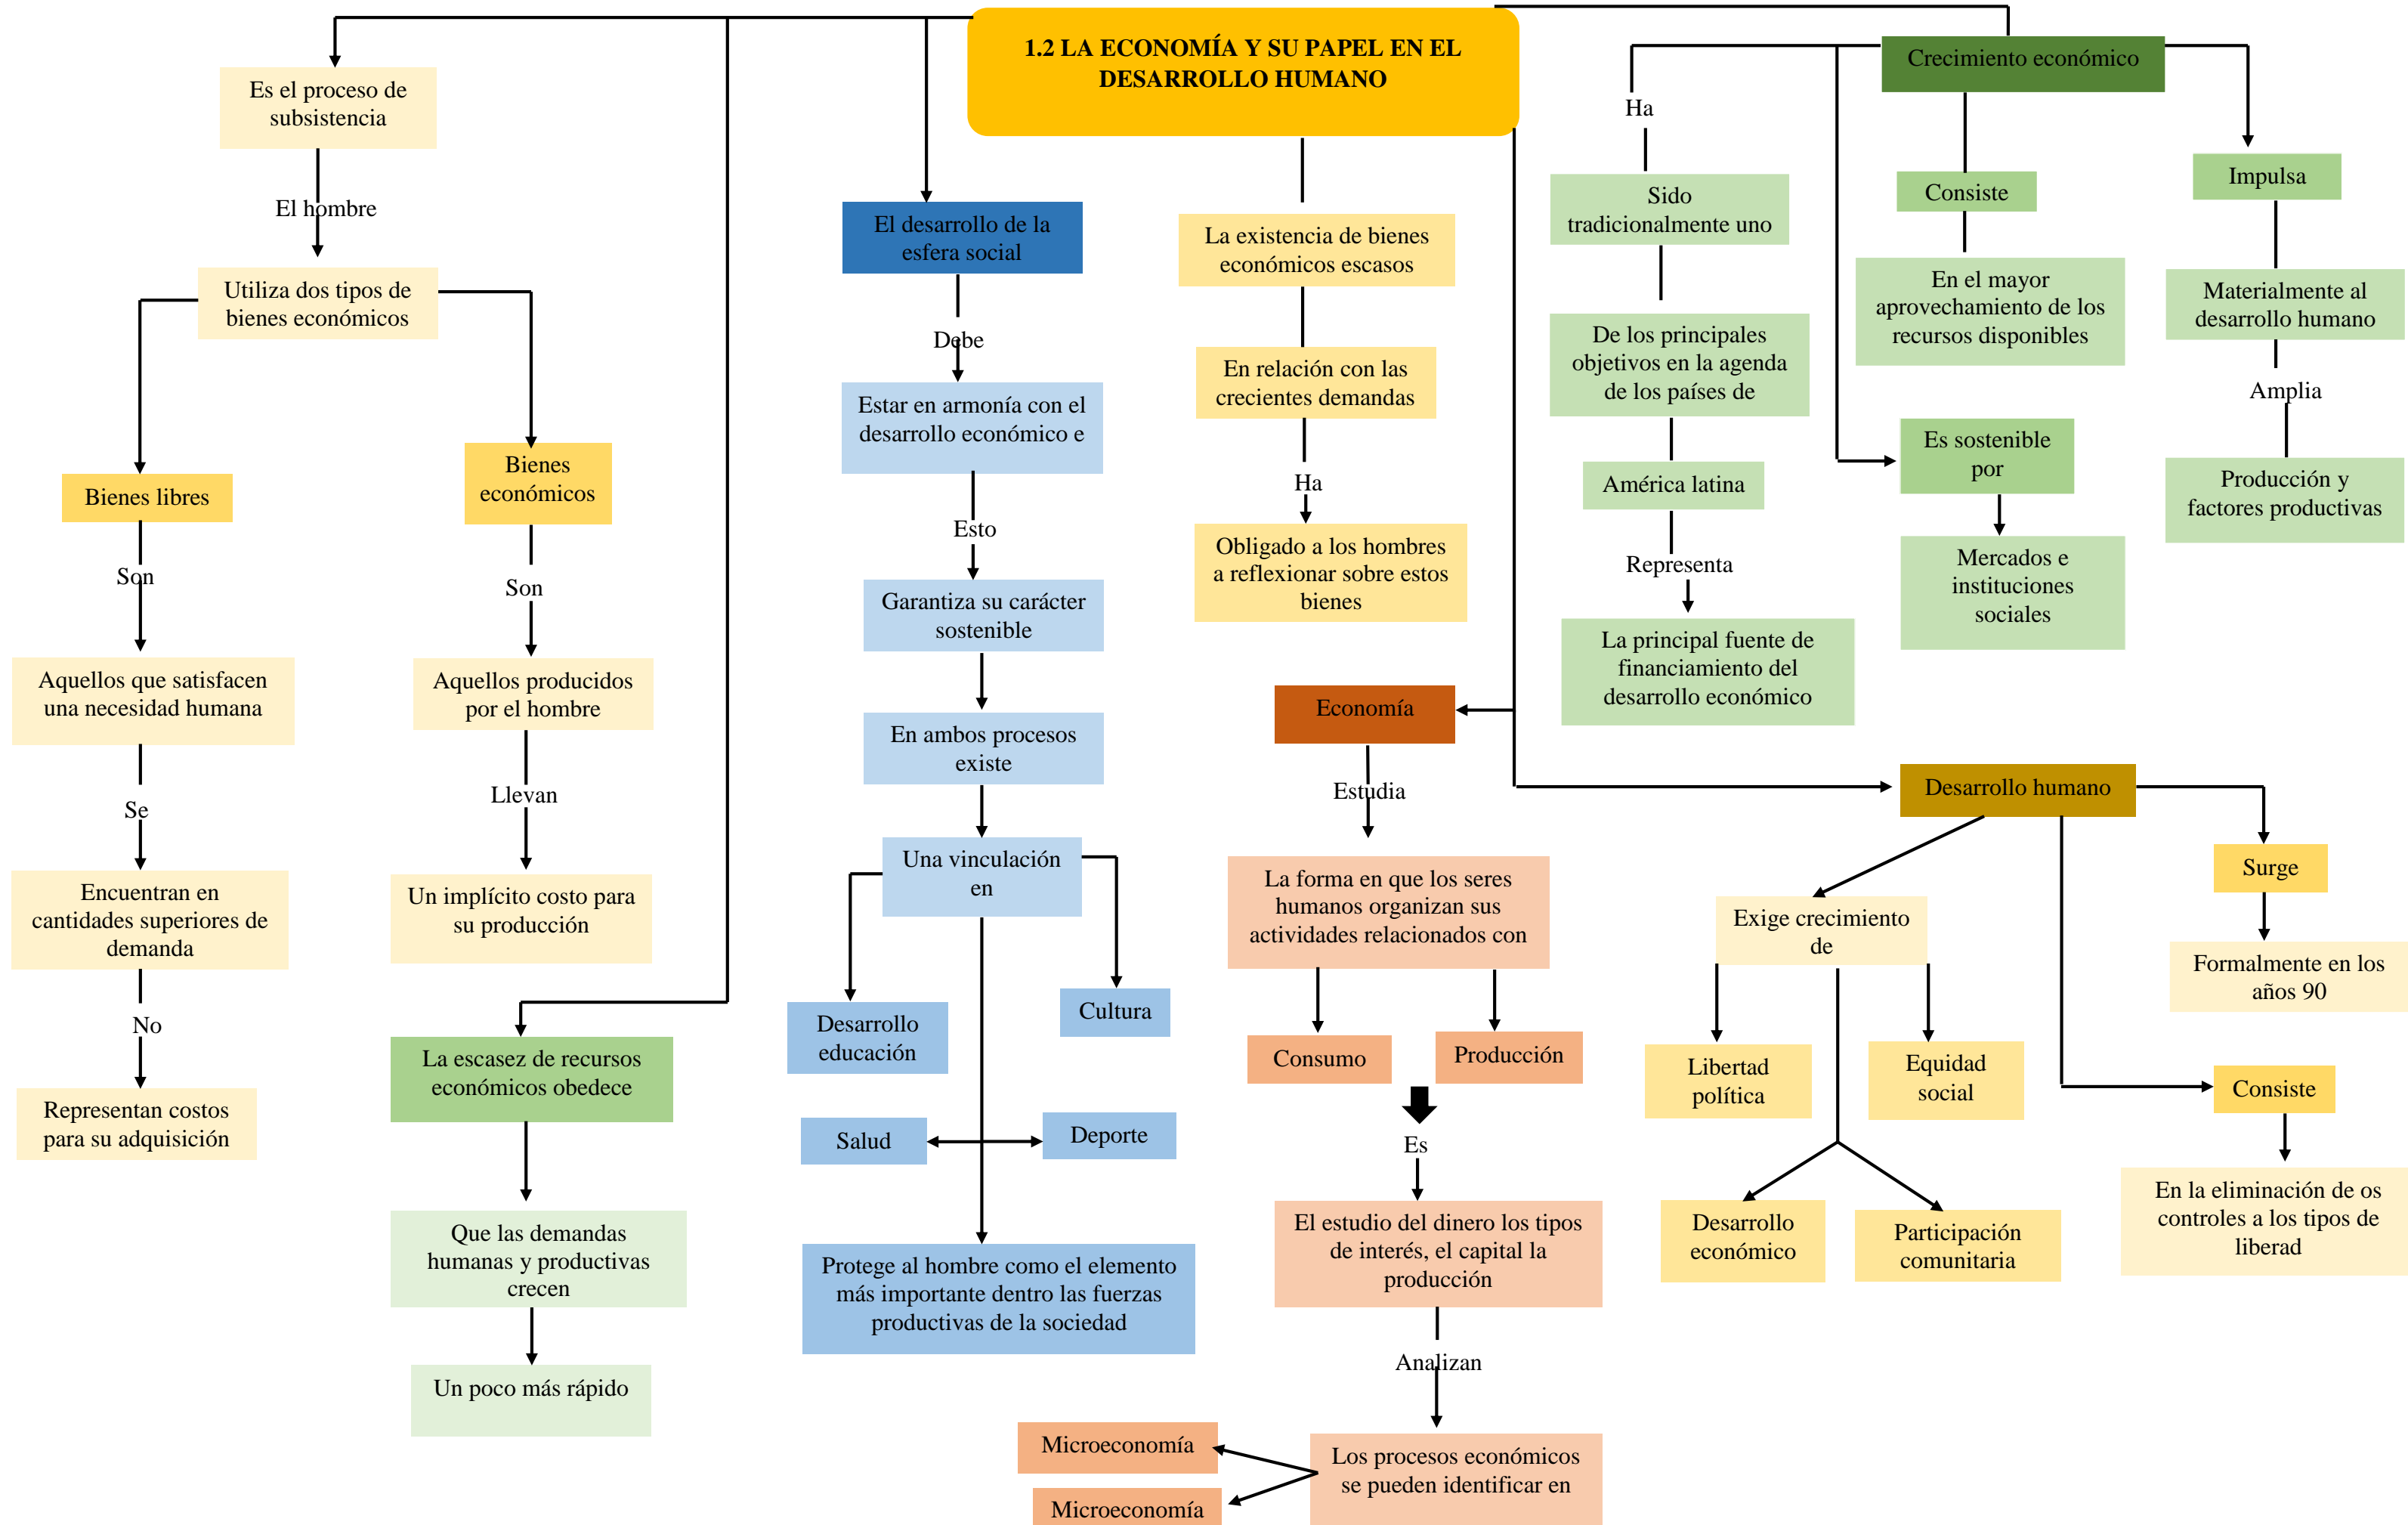 1.2 LA ECONOMÍA Y SU PAPEL EN EL
DESARROLLO HUMANO
Es el proceso de
subsistencia
El hombre
Utiliza dos tipos de
bienes económicos
Bienes libres
Son
Aquellos que satisfacen
una necesidad humana
Se
Encuentran en
cantidades superiores de
demanda
No
Representan costos
para su adquisición
Bienes
económicos
Son
Aquellos producidos
por el hombre
Llevan
Un implícito costo para
su producción
La escasez de recursos
económicos obedece
Que las demandas
humanas y productivas
crecen
Un poco más rápido
El desarrollo de la
esfera social
Debe
Estar en armonía con el
desarrollo económico e
Esto
Garantiza su carácter
sostenible
En ambos procesos
existe
Una vinculación
en
Desarrollo
educación
Cultura
Salud
Deporte
Protege al hombre como el elemento
más importante dentro las fuerzas
productivas de la sociedad
La existencia de bienes
económicos escasos
En relación con las
crecientes demandas
Ha
Obligado a los hombres
a reflexionar sobre estos
bienes
Economía
Estudia
La forma en que los seres
humanos organizan sus
actividades relacionados con
Consumo
Producción
Es
El estudio del dinero los tipos
de interés, el capital la
producción
Analizan
Los procesos económicos
se pueden identificar en
Microeconomía
Microeconomía
Crecimiento económico
Ha
Sido
tradicionalmente uno
De los principales
objetivos en la agenda
de los países de
América latina
Representa
La principal fuente de
financiamiento del
desarrollo económico
Consiste
En el mayor
aprovechamiento de los
recursos disponibles
Es sostenible
por
Mercados e
instituciones
sociales
Impulsa
Materialmente al
desarrollo humano
Amplia
Producción y
factores productivas
Desarrollo humano
Exige crecimiento
de
Libertad
política
Equidad
social
Desarrollo
económico
Participación
comunitaria
Surge
Formalmente en los
años 90
Consiste
En la eliminación de os
controles a los tipos de
liberad